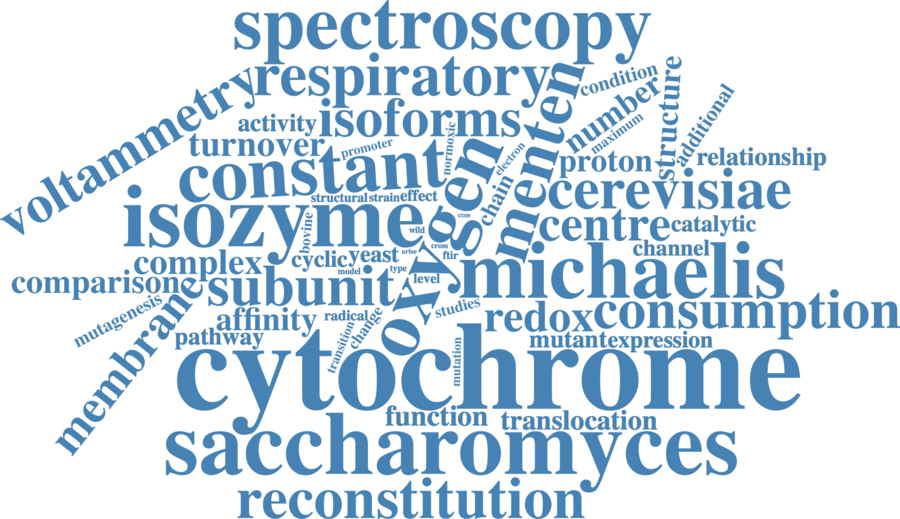 spectroscopy
respiratory
voltammetry
condition
structure
number
additional
maximum
activity
isoforms
menten
turnover
promoter
normoxic
electron
oxygen
constant
proton
relationship
chain
cerevisiae
structural
strain
effect
isozyme
bovine
wild
ccos
centre
catalytic
cross
channel
complex
cyclic
yeast
arise
ftir
michaelis
comparison
model
type
level
subunit
membrane
mutagenesis
affinity
radical
change
transition
studies
redox
consumption
pathway
mutation
mutant
expression
cytochrome
function
translocation
saccharomyces
reconstitution